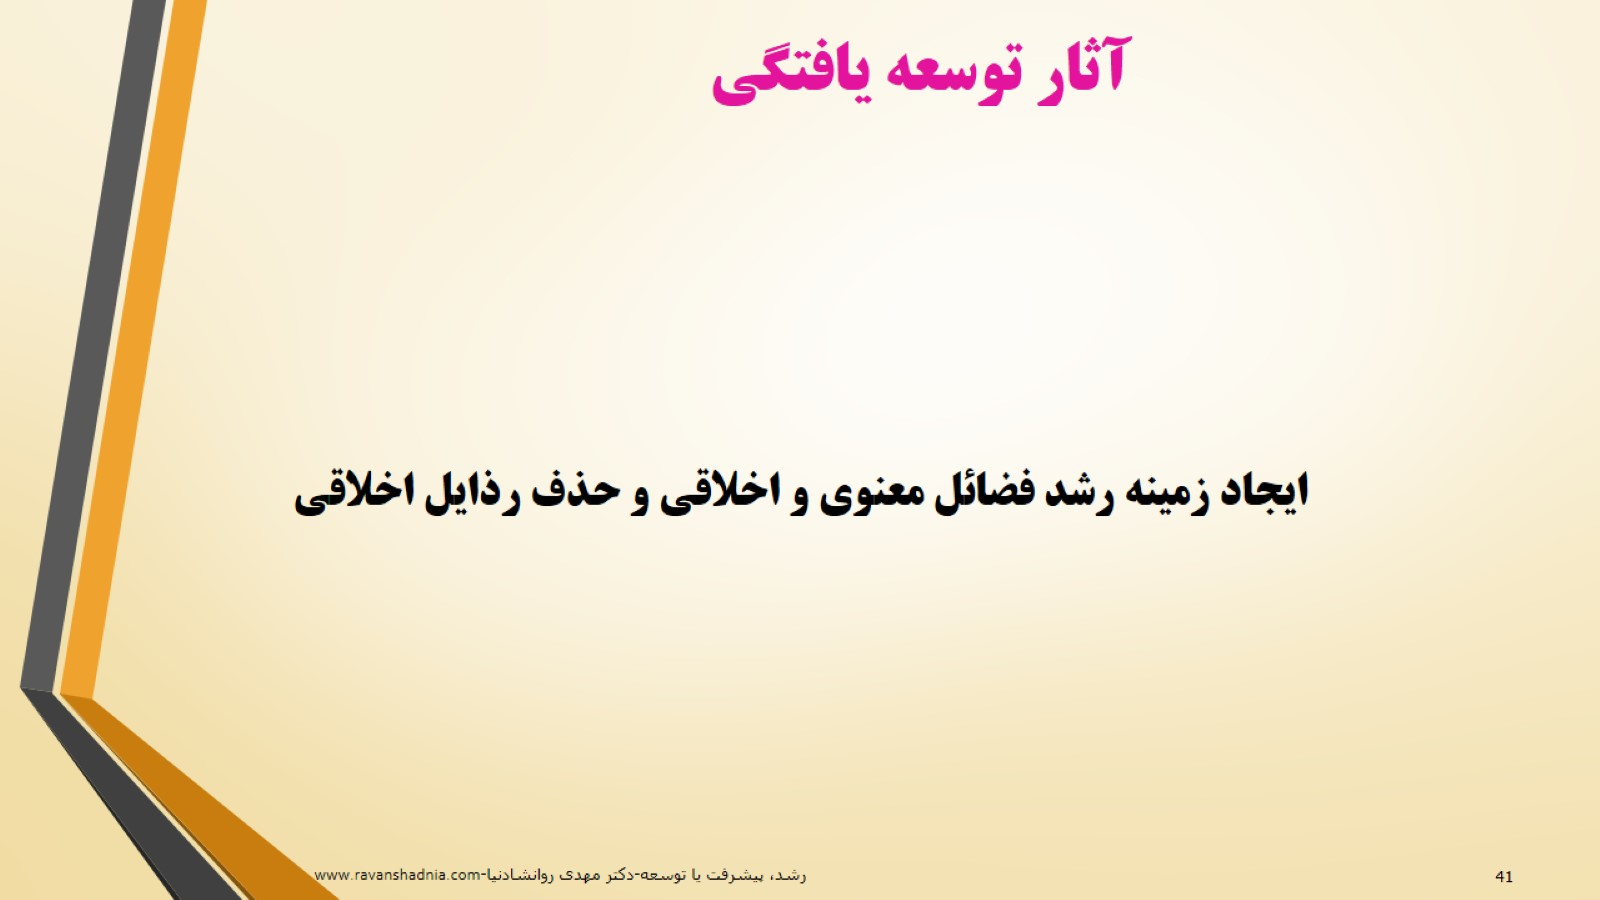 آثار توسعه یافتگی
ایجاد زمینه رشد فضائل معنوی و اخلاقی و حذف رذایل اخلاقی
رشد، پیشرفت یا توسعه-دکتر مهدی روانشادنیا-www.ravanshadnia.com
41